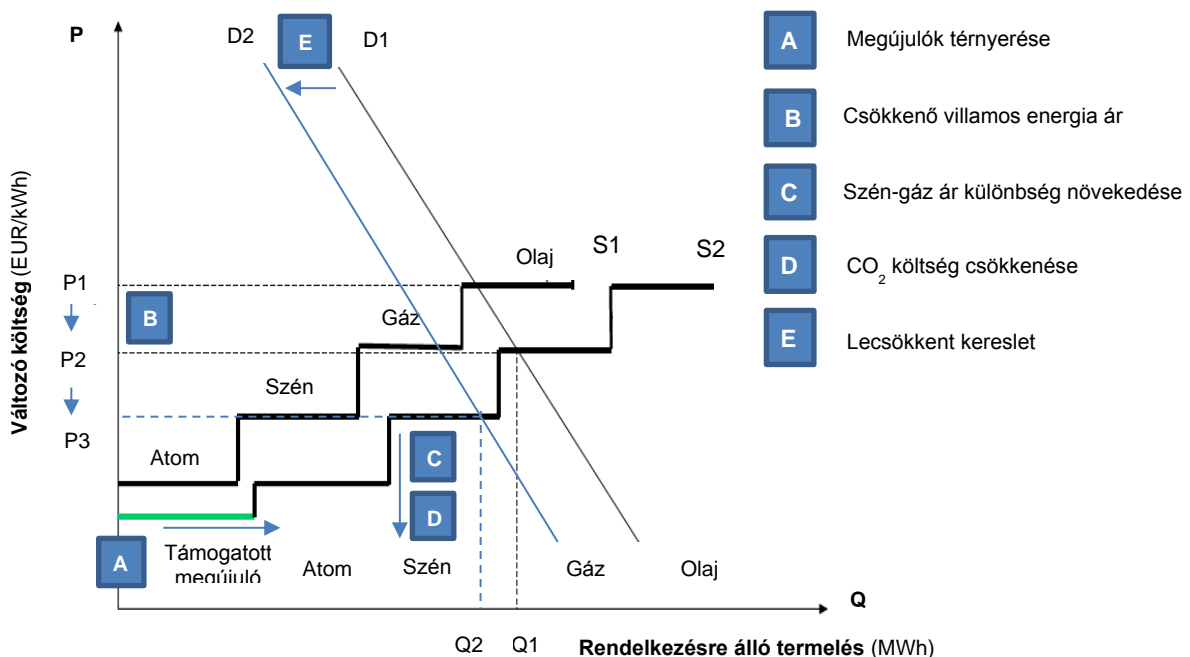 P
D2
E
D1
A
Megújulók térnyerése
B
Csökkenő villamos energia ár
C
Szén-gáz ár különbség növekedése
D
CO2 költség csökkenése
E
Lecsökkent kereslet
Változó költség (EUR/kWh)
P1
B
P2
P3
Olaj
S1
S2
Gáz
Szén
Atom
C
D
A
Támogatott
megújuló
Atom
Szén
Gáz
Olaj
Q
Q2
Q1
Rendelkezésre álló termelés (MWh)